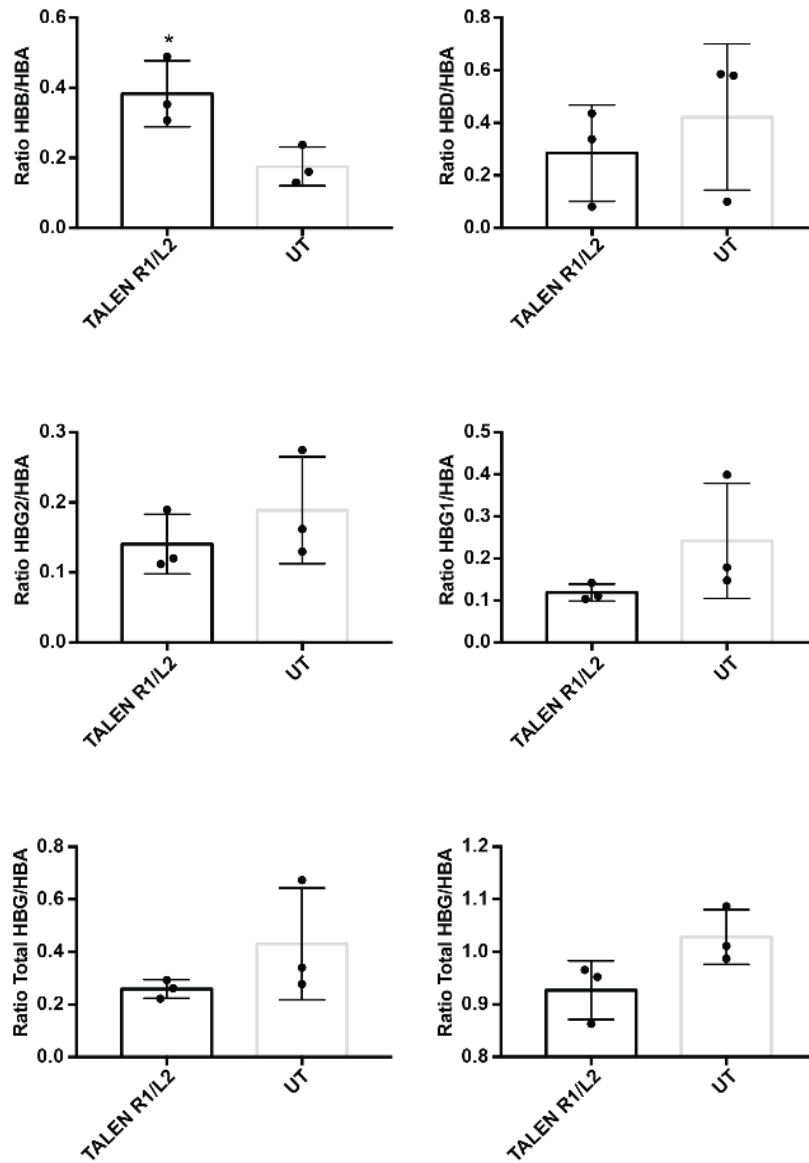 Ratio HBB/HBA
0.6
0.4
0.2
0.0
*
TALEN R1/L2
UT
Ratio HBD/HBA
0.8
0.6
0.4
0.2
0.0
TALEN R1/L2
UT
Ratio HBG2/HBA
0.3
0.2
0.1
0.0
TALEN R1/L2
UT
Ratio HBG1/HBA
0.5
0.4
0.3
0.2
0.1
0.0
TALEN R1/L2
UT
Ratio Total HBG/HBA
0.8
0.6
0.4
0.2
0.0
TALEN R1/L2
UT
Ratio Total HBG/HBA
1.2
1.1
1.0
0.9
0.8
TALEN R1/L2
UT